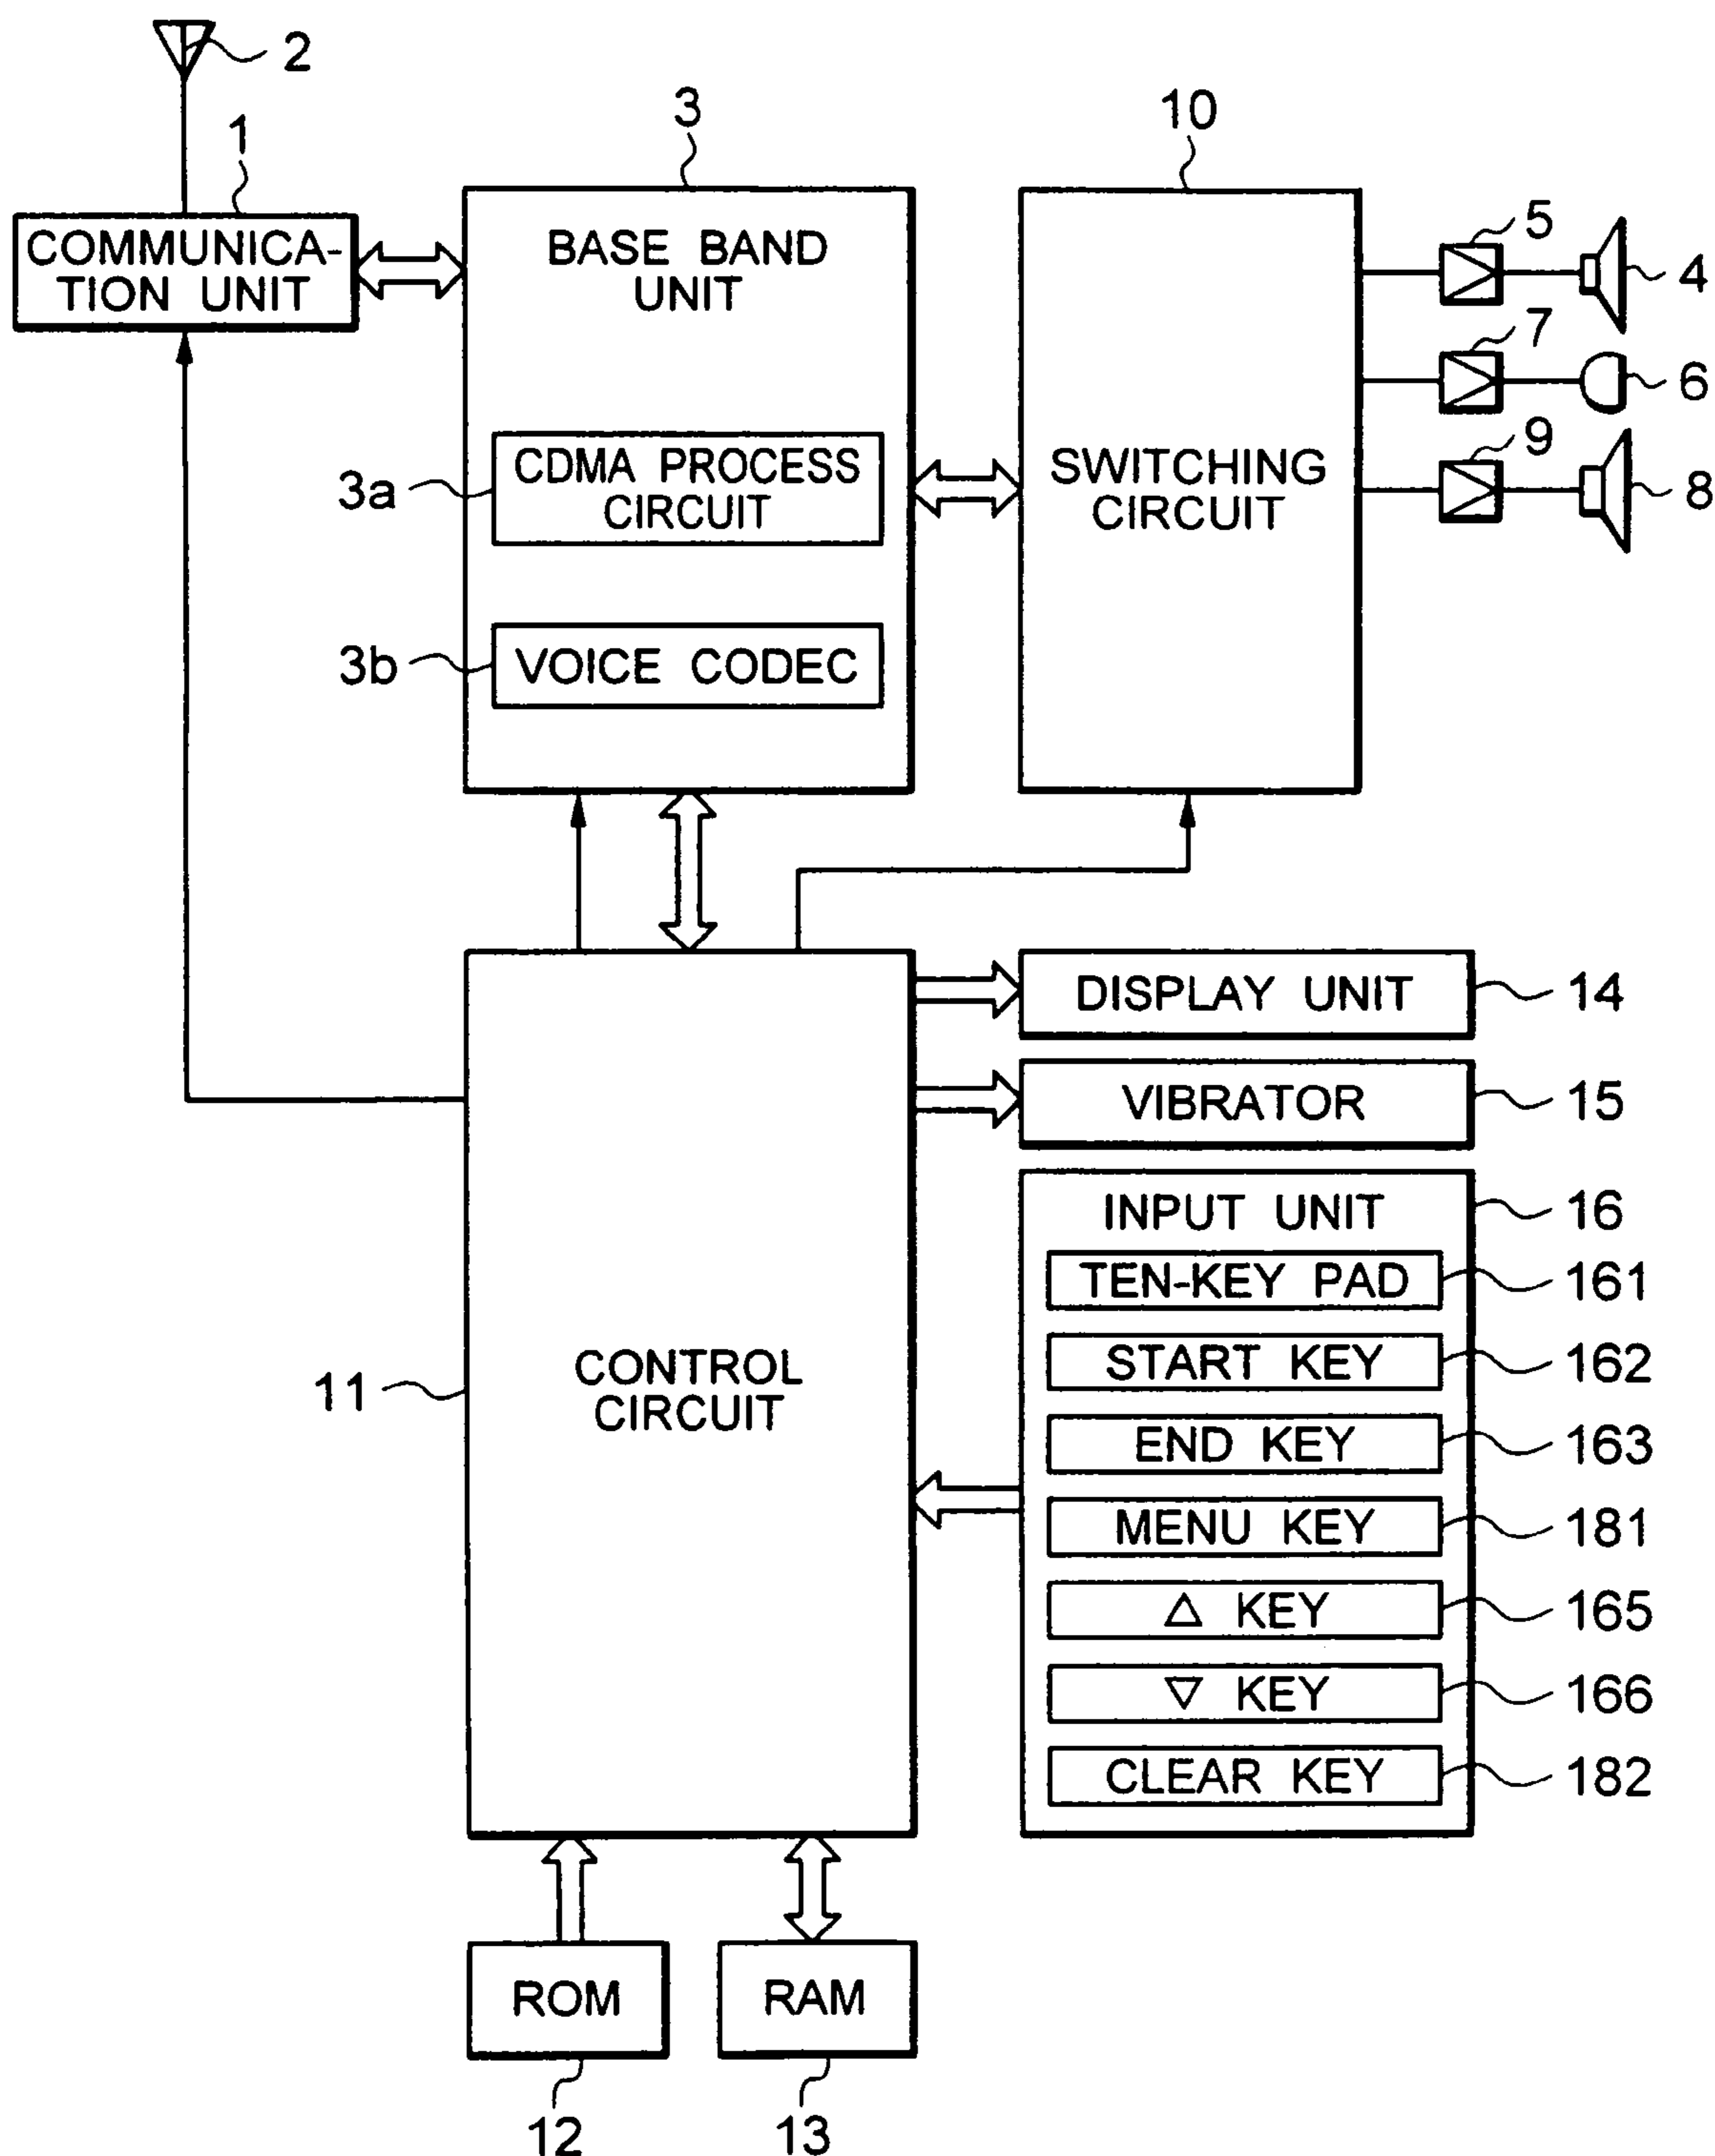 2
1
3
10
COMMUNICA-
TION UNIT
BASE BAND
UNIT
5
4
7
6
9
8
3a
CDMA PROCESS
CIRCUIT
SWITCHING
CIRCUIT
3b
VOICE CODEC
DISPLAY UNIT
14
VIBRATOR
15
INPUT UNIT
16
TEN-KEY PAD
161
START KEY
162
11
CONTROL
CIRCUIT
END KEY
163
MENU KEY
181
△ KEY
165
▽ KEY
166
CLEAR KEY
182
ROM
RAM
12
13